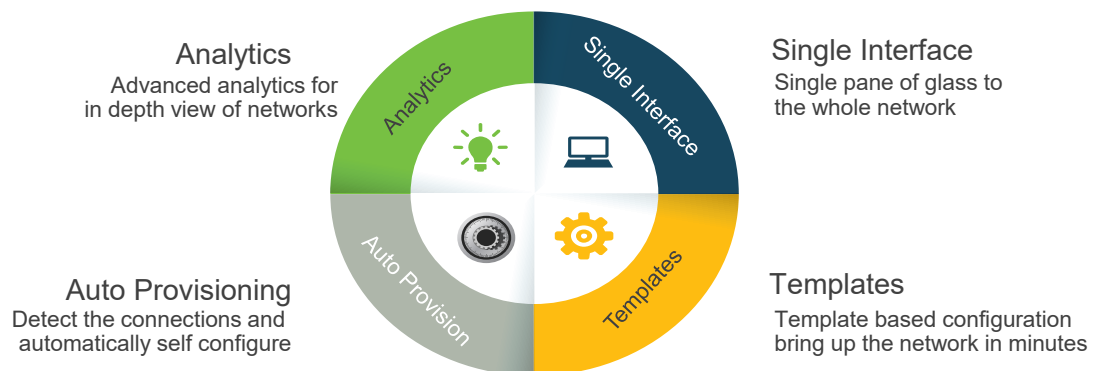 Analytics
Advanced analytics for
in depth view of networks
Analytics
Single Interface
Single Interface
Single pane of glass to
the whole network
Auto Provisioning
Detect the connections and
automatically self configure
Auto Provision
Templates
Templates
Template based configuration
bring up the network in minutes